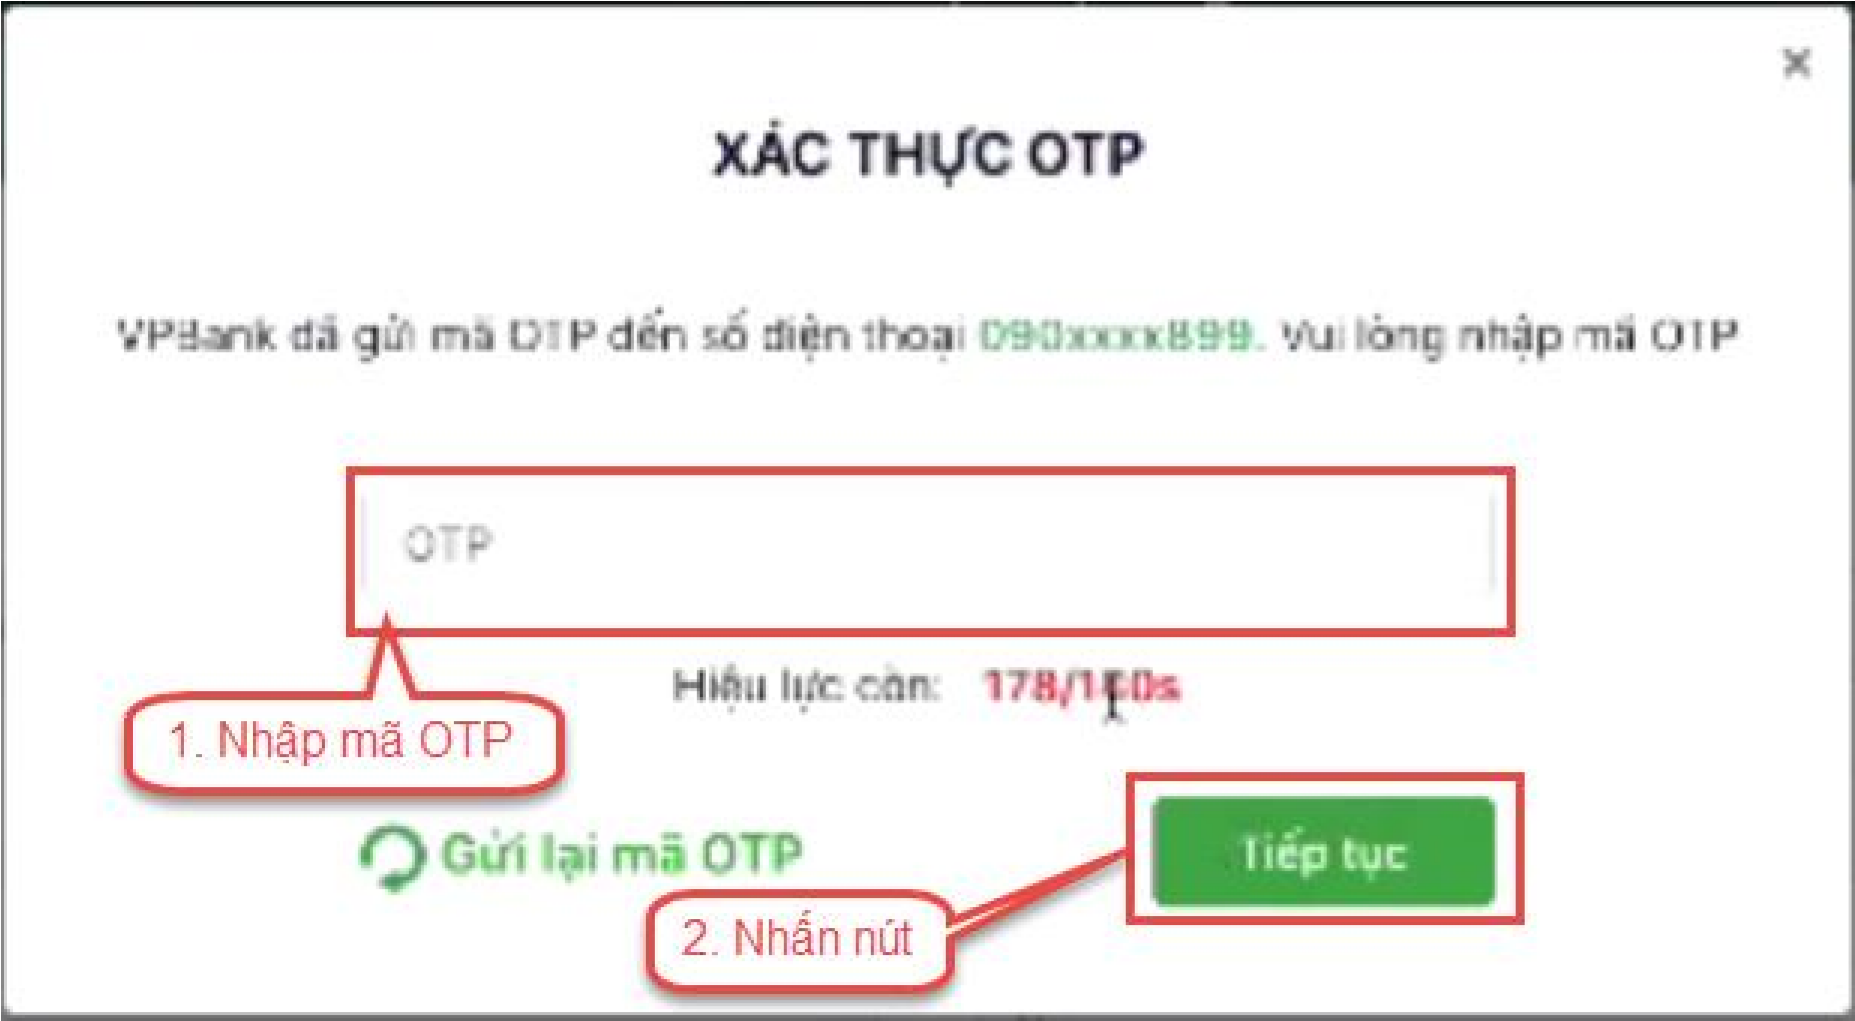 XÁC THỰC OTP
VPBank đã gửi mã OTP đến số điện thoại 090xxxx899. Vui lòng nhập mã OTP
OTP
Hiệu lực còn: 178/180s
1. Nhập mã OTP
Gửi lại mã OTP
Tiếp tục
2. Nhấn nút